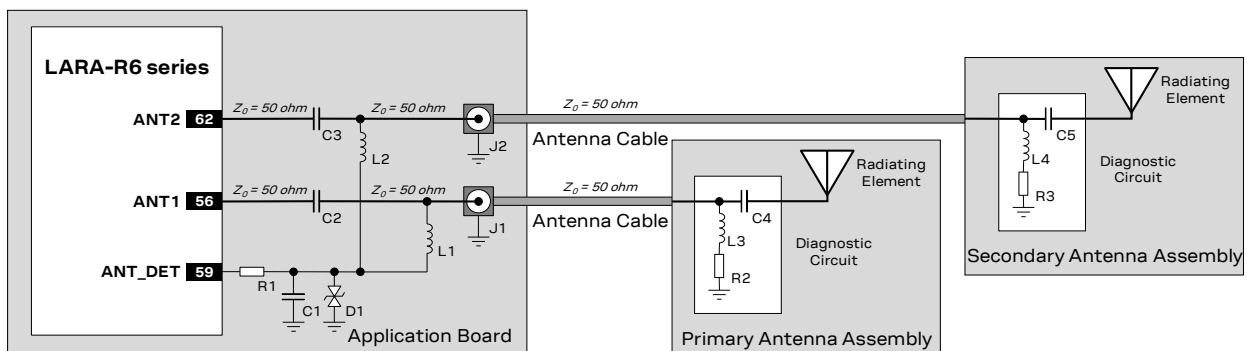 LARA-R6 series
ANT2 62
Z₀ = 50 ohm
C3
Z₀ = 50 ohm
J2
L2
Z₀ = 50 ohm
Antenna Cable
ANT1 56
Z₀ = 50 ohm
C2
Z₀ = 50 ohm
J1
L1
Z₀ = 50 ohm
Antenna Cable
ANT_DET 59
R1
C1
D1
Application Board
Radiating
Element
C4
L3
R2
Diagnostic
Circuit
Primary Antenna Assembly
Radiating
Element
C5
L4
R3
Diagnostic
Circuit
Secondary Antenna Assembly